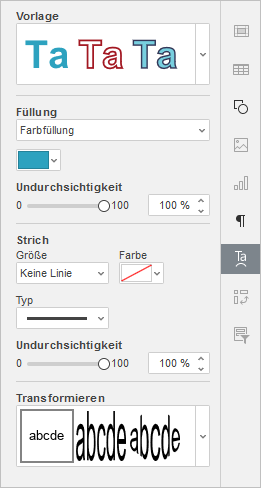 Vorlage
Ta Ta Ta
Füllung
Farbfüllung
Undurchsichtigkeit
0 100 100 %
Strich
Größe Farbe
Keine Linie
Typ
Undurchsichtigkeit
0 100 100 %
Transformieren
abcde abcde abcde
¶
Ta